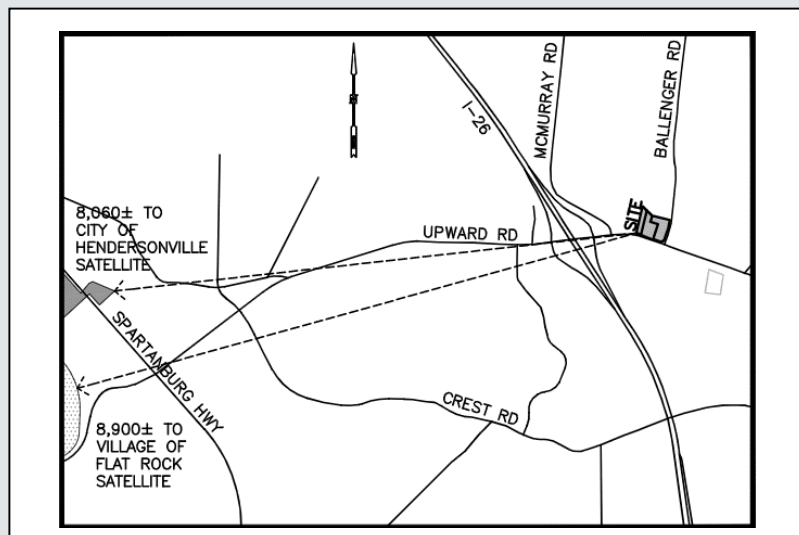 MCMURRAY RD
BALLENGER RD
I-26
SITE
8,060± TO
CITY OF
HENDERSONVILLE
SATELLITE
UPWARD RD
SPARTANBURG HWY
CREST RD
8,900± TO
VILLAGE OF
FLAT ROCK
SATELLITE